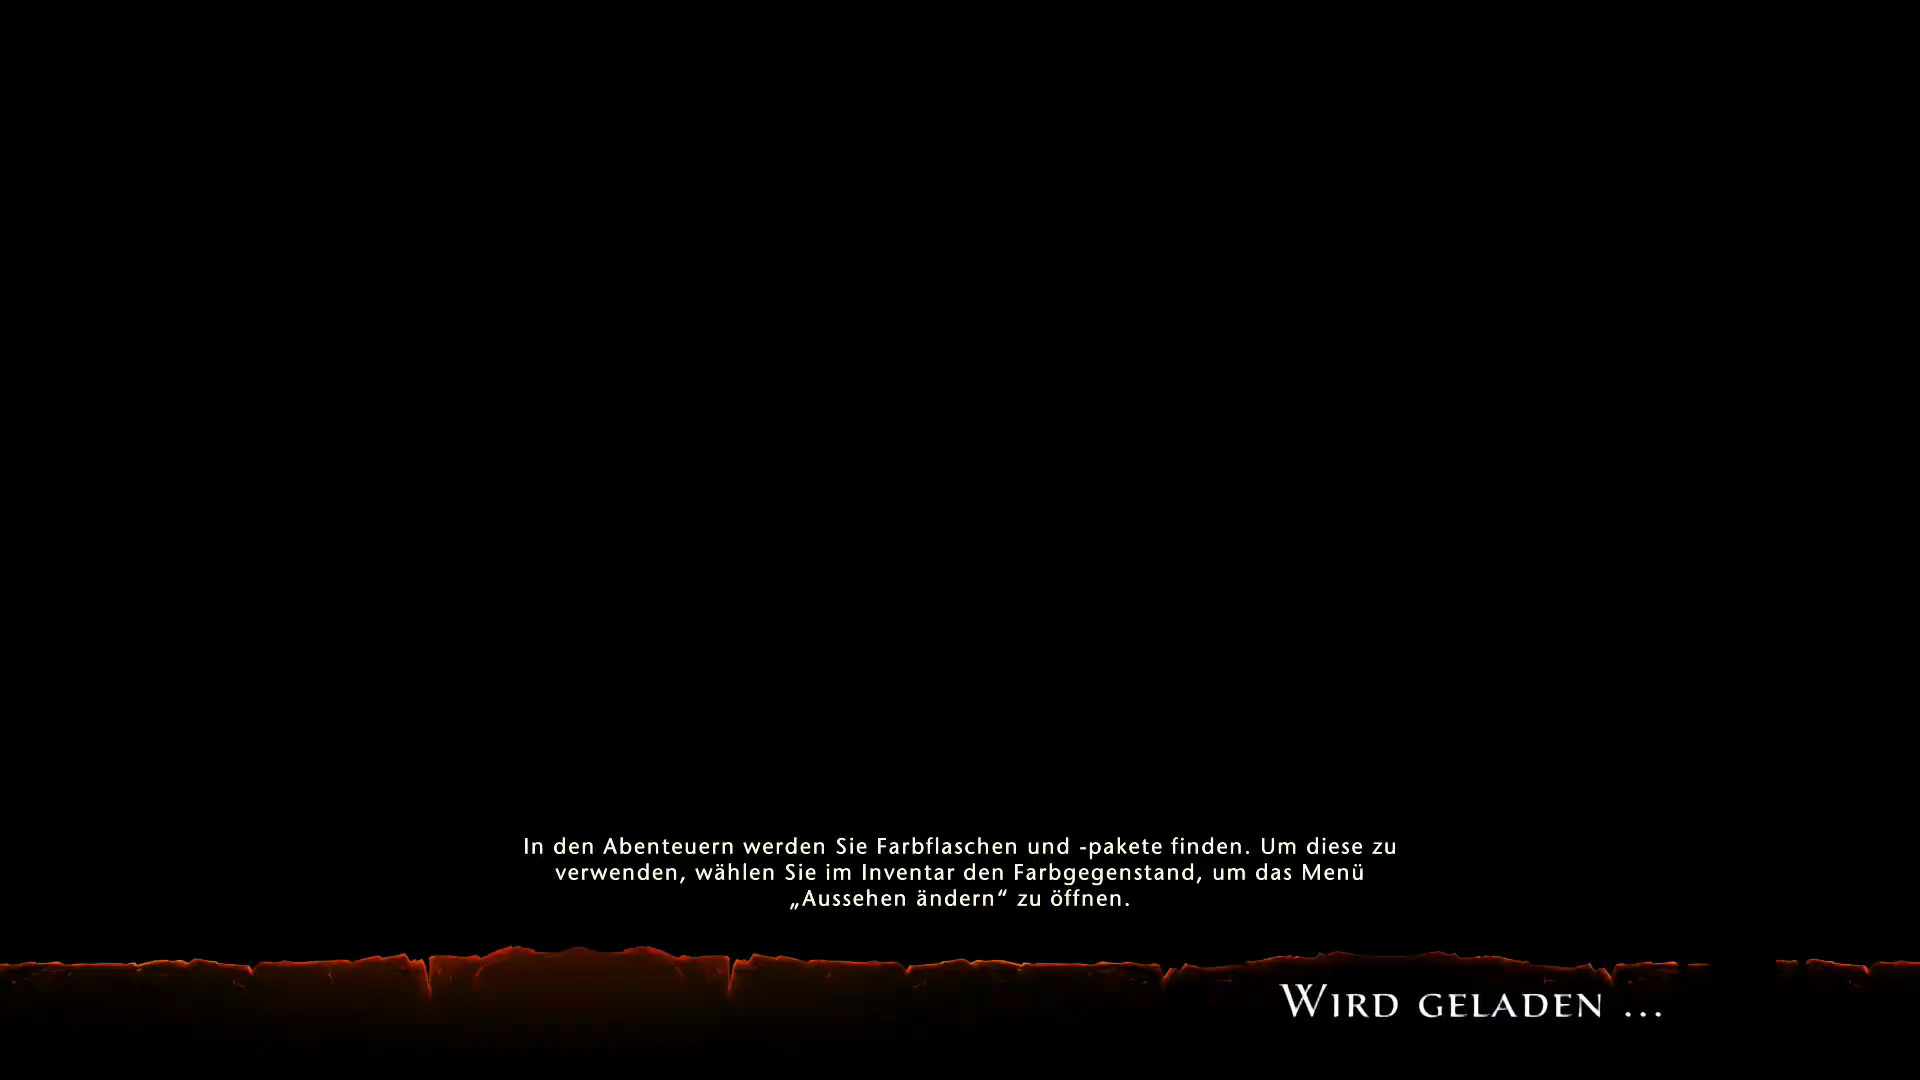 In den Abenteuern werden Sie Farbflaschen und -pakete finden. Um diese zu
verwenden, wählen Sie im Inventar den Farbgegenstand, um das Menü
„Aussehen ändern“ zu öffnen.
Wird geladen ...